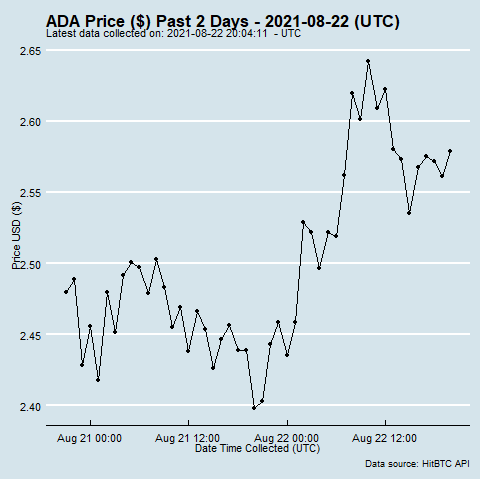 ADA Price ($) Past 2 Days - 2021-08-22 (UTC)
Latest data collected on: 2021-08-22 20:04:11 - UTC
2.65
2.60
2.55
2.50
2.45
2.40
Price USD ($)
Aug 21 00:00 Aug 21 12:00 Aug 22 00:00 Aug 22 12:00
Date Time Collected (UTC)
Data source: HitBTC API